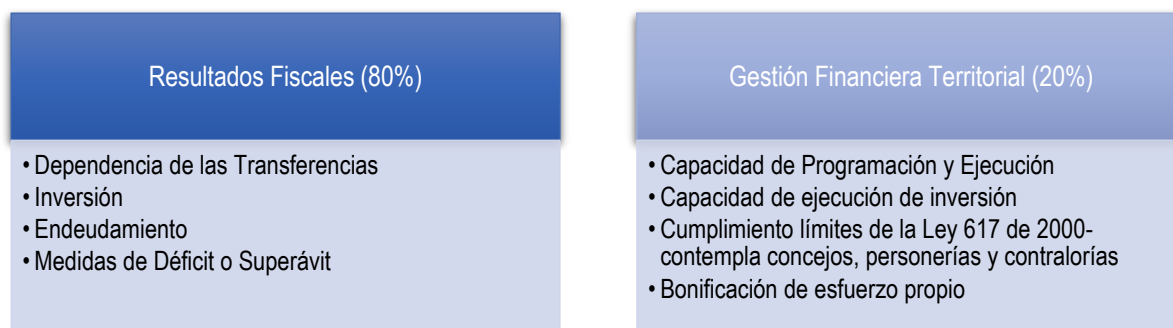 Resultados Fiscales (80%)
• Dependencia de las Transferencias
• Inversión
• Endeudamiento
• Medidas de Déficit o Superávit
Gestión Financiera Territorial (20%)
• Capacidad de Programación y Ejecución
• Capacidad de ejecución de inversión
• Cumplimiento límites de la Ley 617 de 2000-
contempla concejos, personerías y contralorías
• Bonificación de esfuerzo propio